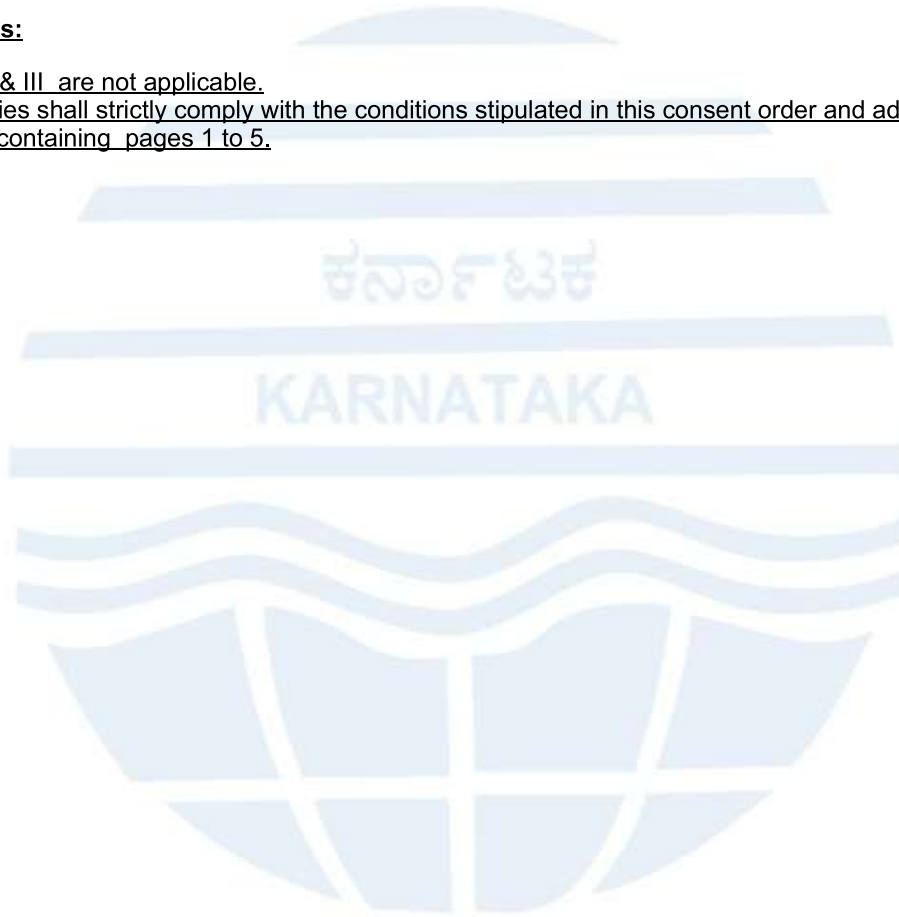 s:
& III are not applicable.
ies shall strictly comply with the conditions stipulated in this consent order and ad
containing pages 1 to 5.
ಕರ್ನಾಟಕ
KARNATAKA